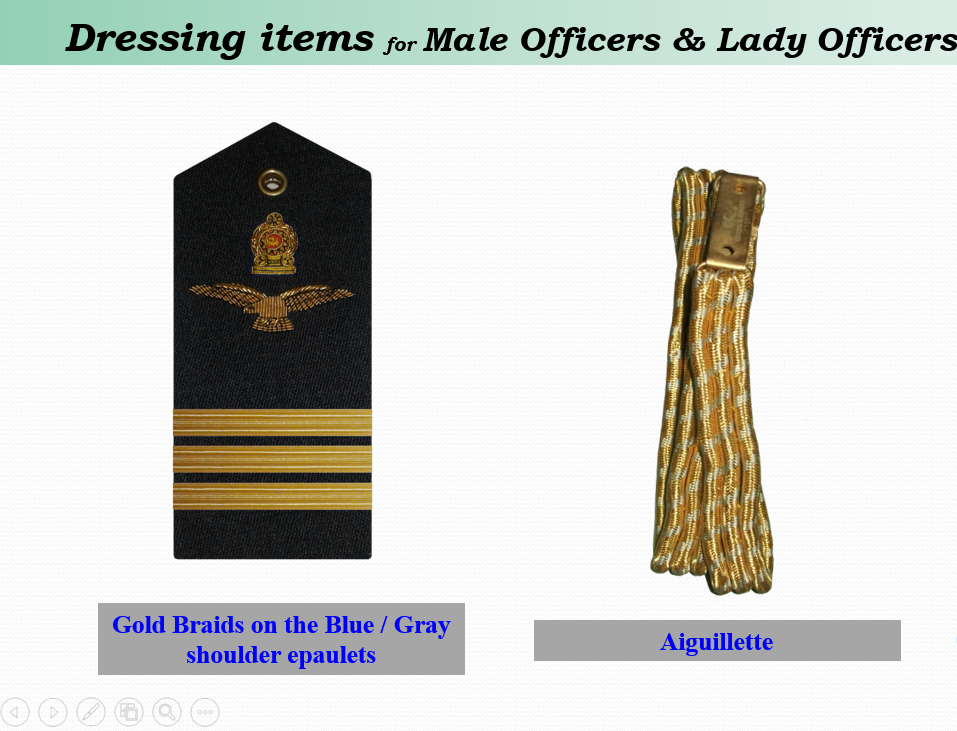 Dressing items for Male Officers & Lady Officers
Gold Braids on the Blue / Gray
shoulder epaulets
Aiguillette